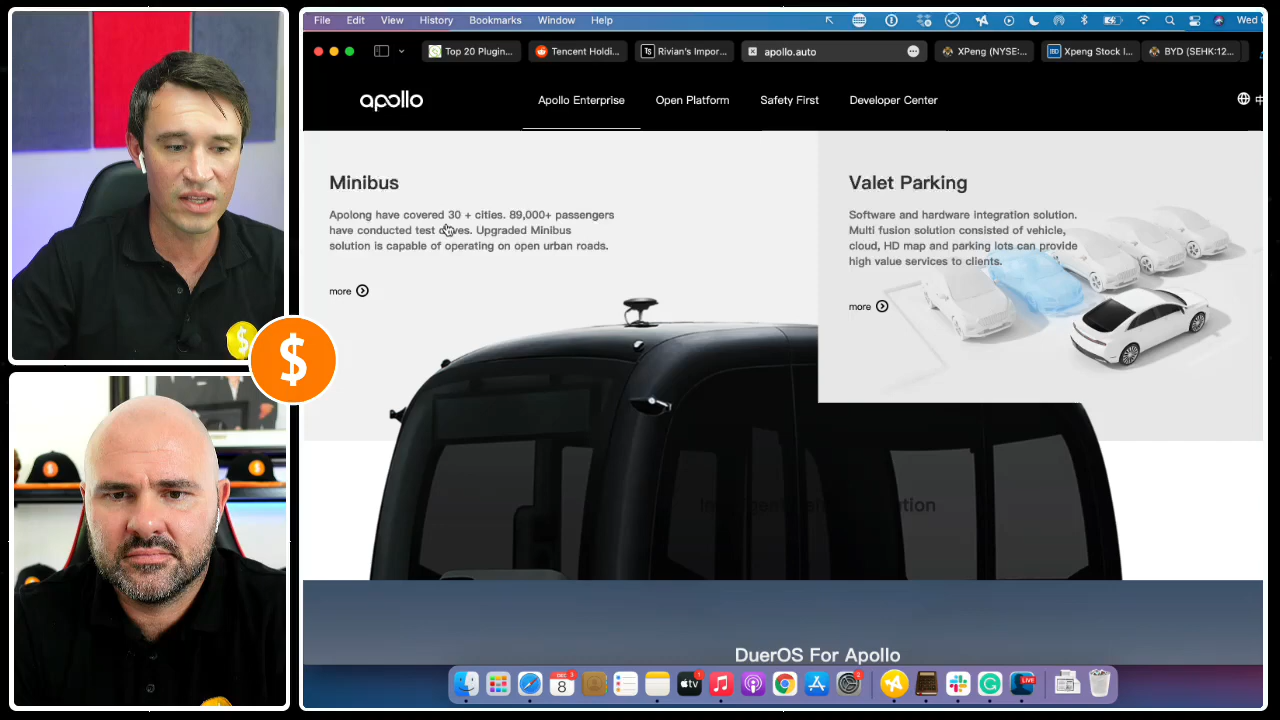 File Edit View History Bookmarks Window Help Wed
Top 20 Plugin... Tencent Holdi... Rivian's Impor... apollo.auto XPeng (NYSE:... Xpeng Stock I... BYD (SEHK:12...
apollo Apollo Enterprise Open Platform Safety First Developer Center
Minibus
Apolong have covered 30 + cities. 89,000+ passengers
have conducted test drives. Upgraded Minibus
solution is capable of operating on open urban roads.
more
Valet Parking
Software and hardware integration solution.
Multi fusion solution consisted of vehicle,
cloud, HD map and parking lots can provide
high value services to clients.
more
$
$
$
$
DuerOS For Apollo
DEC
8
tv
LIVE